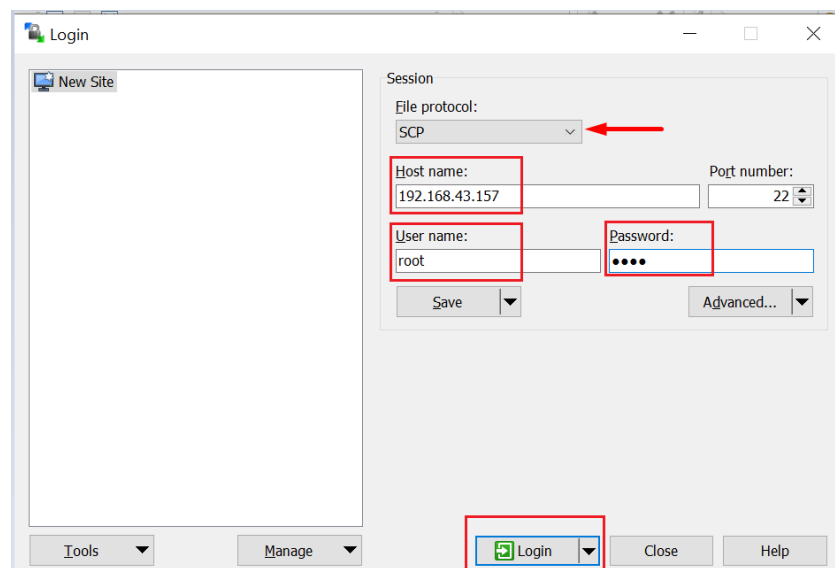 Login
New Site
Session
File protocol:
SCP
Host name:
Port number:
192.168.43.157
22
User name:
Password:
root
••••
Save
Advanced...
Tools
Manage
Login
Close
Help